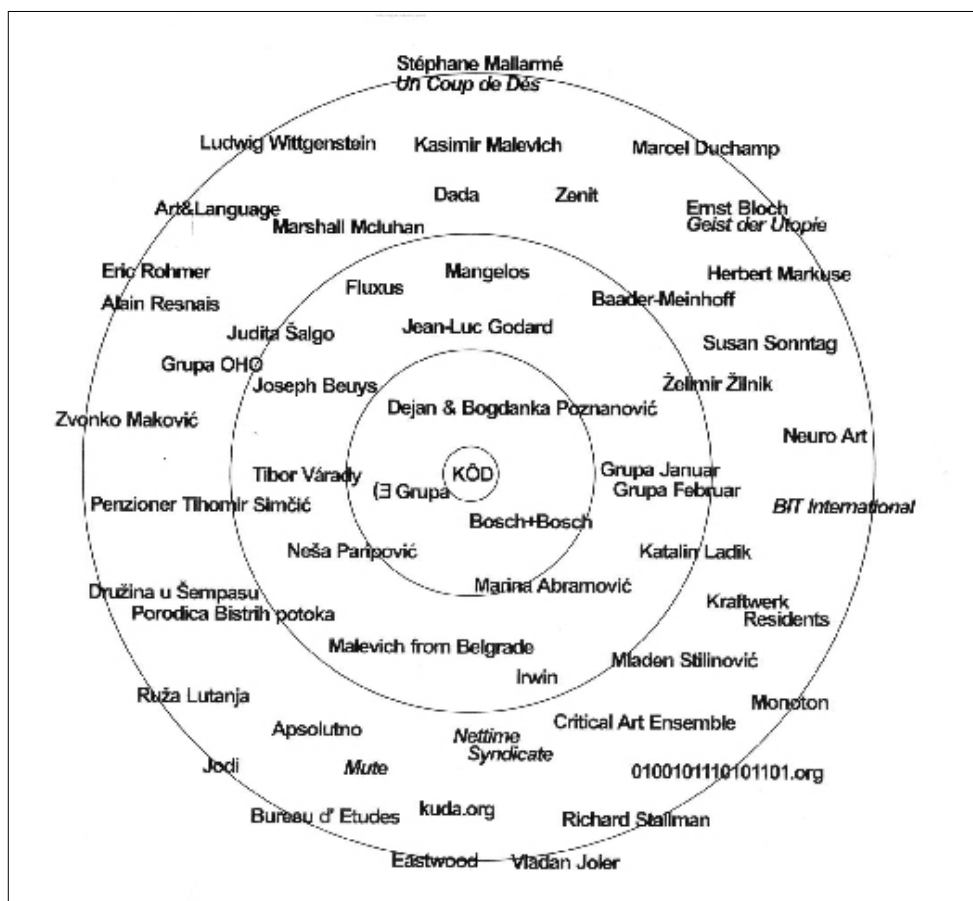 Stéphane Mallarmé
Un Coup de Dés
Ludwig Wittgenstein
Kasimir Malevich
Marcel Duchamp
Dada
Zenit
Art&Language
Ernst Bloch
Geist der Utopie
Marshall Mcluhan
Eric Rohmer
Mangelos
Herbert Markuse
Fluxus
Alain Resnais
Baader-Meinhoff
Jean-Luc Godard
Judita Šalgo
Susan Sonntag
Grupa OHO
Joseph Beuys
Želimir Žilnik
Dejan & Bogdanka Poznanović
Zvonko Maković
Neuro Art
Tibor Várady
KÔD
Grupa Januar
(∃ Grupa
Grupa Februar
Penzioner Tihomir Simčić
BIT International
Bosch+Bosch
Neša Paripović
Katalin Ladik
Marina Abramović
Družina u Šempasu
Porodica Bistrih potoka
Kraftwerk
Residents
Malevich from Belgrade
Mladen Stilinović
Irwin
Ruža Lutanja
Monoton
Apsolutno
Critical Art Ensemble
Nettime
Syndicate
Jodi
Mute
0100101110101101.org
Bureau d' Etudes
kuda.org
Richard Stallman
Eastwood
Vladan Joler